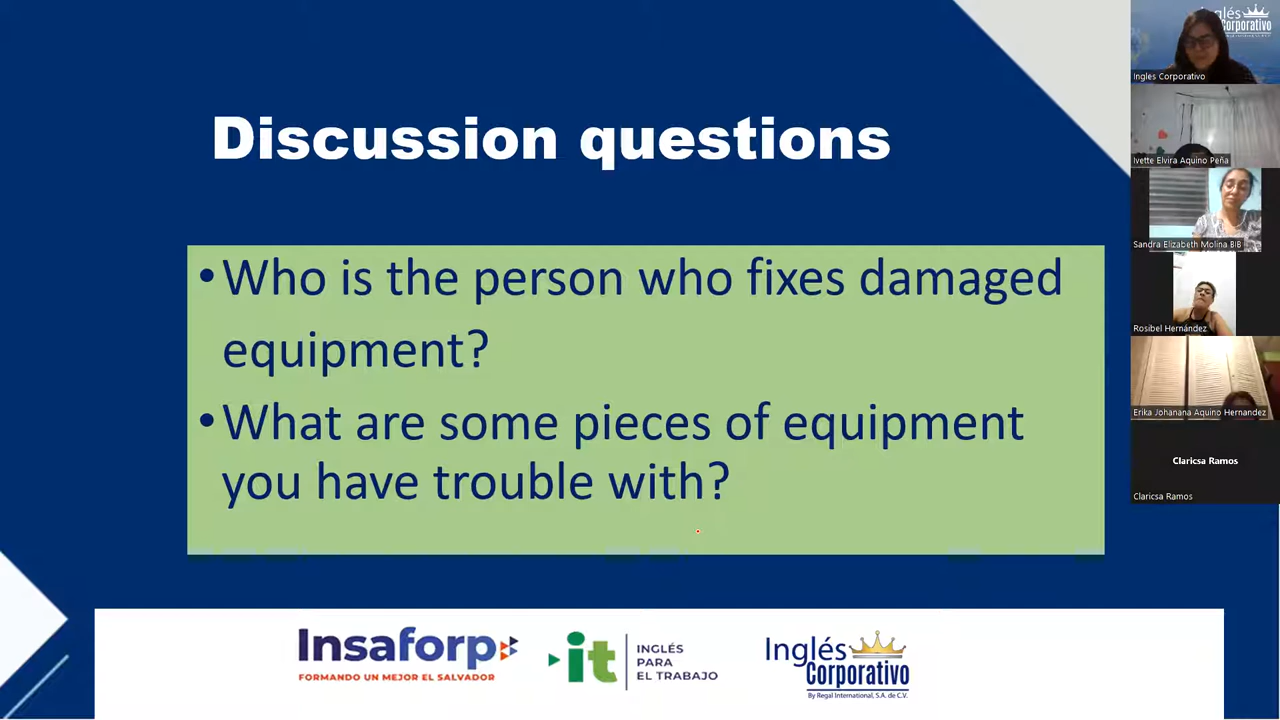 Discussion questions
•Who is the person who fixes damaged
equipment?
•What are some pieces of equipment
you have trouble with?
Insaforp
FORMANDO UN MEJOR EL SALVADOR
it
INGLÉS
PARA
EL TRABAJO
Inglés
Corporativo
By Regal International, S.A. de C.V.
Inglés
Corporativo
Ingles Corporativo
Ivette Elvira Aquino Peña
Sandra Elizabeth Molina BIB
Rosibel Hernández
Erika Johanana Aquino Hernandez
Claricsa Ramos
Claricsa Ramos